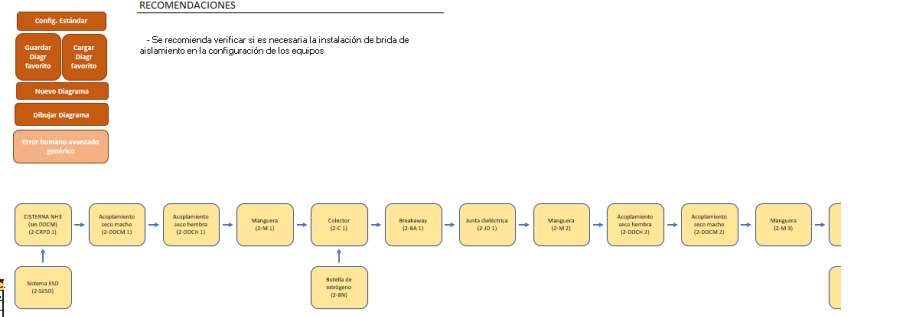 RECOMENDACIONES
- Se recomienda verificar si es necesaria la instalación de brida de
aislamiento en la configuración de los equipos
Config. Estándar
Guardar
Diagr
favorito
Cargar
Diagr
favorito
Nuevo Diagrama
Dibujar Diagrama
Error humano avanzado
genérico
CISTERNA NH3
(sin DDCM)
(2-CRPD 1)
Acoplamiento
seco macho
(2-DDCM 1)
Acoplamiento
seco hembra
(2-DDCH 1)
Manguera
(2-M 1)
Colector
(2-C 1)
Breakaway
(2-BA 1)
Junta dieléctrica
(2-JD 1)
Manguera
(2-M 2)
Acoplamiento
seco hembra
(2-DDCH 2)
Acoplamiento
seco macho
(2-DDCM 2)
Manguera
(2-M 3)
Sistema ESD
(2-SESD)
Botella de
nitrógeno
(2-BN)